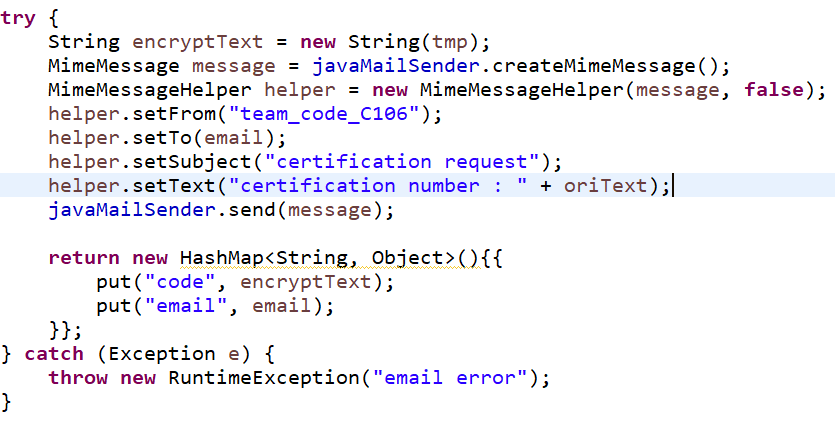 try {
    String encryptText = new String(tmp);
    MimeMessage message = javaMailSender.createMimeMessage();
    MimeMessageHelper helper = new MimeMessageHelper(message, false);
    helper.setFrom("team_code_C106");
    helper.setTo(email);
    helper.setSubject("certification request");
    helper.setText("certification number : " + oriText);
    javaMailSender.send(message);

    return new HashMap<String, Object>(){{
        put("code", encryptText);
        put("email", email);
    }};
} catch (Exception e) {
    throw new RuntimeException("email error");
}